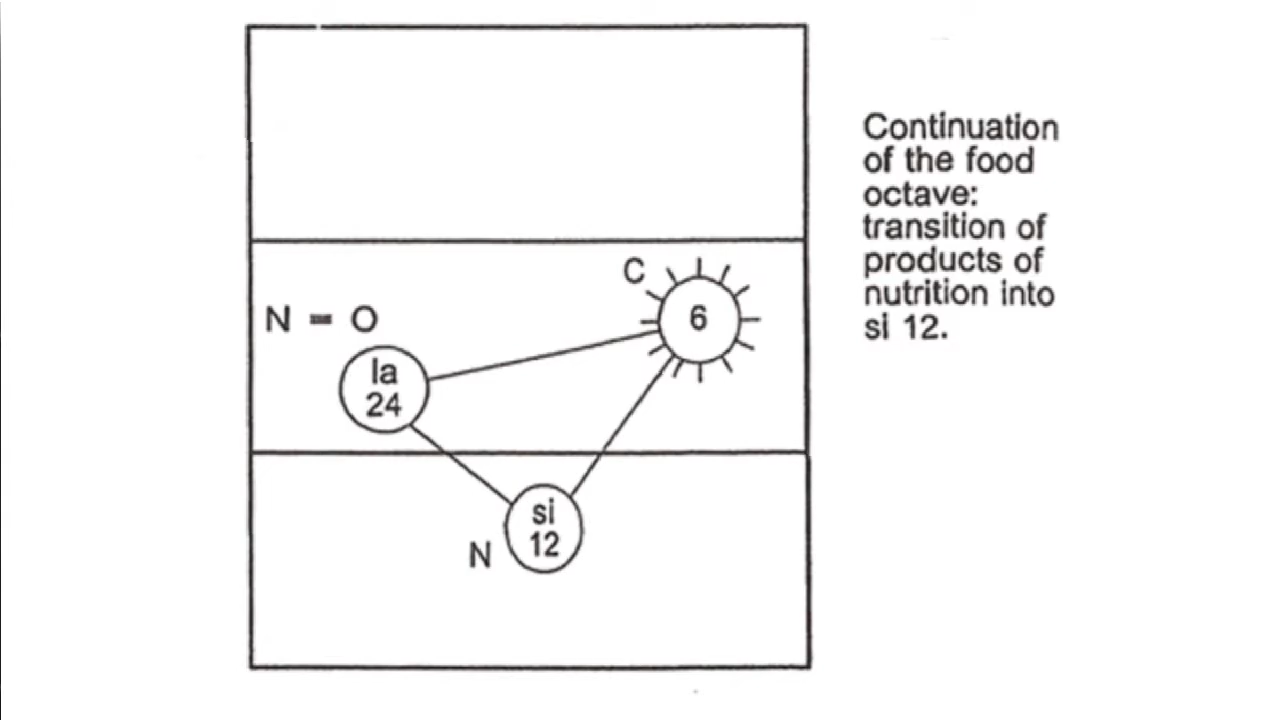 Continuation
of the food
octave:
transition of
products of
nutrition into
si 12.
C
6
N = O
la
24
si
12
N